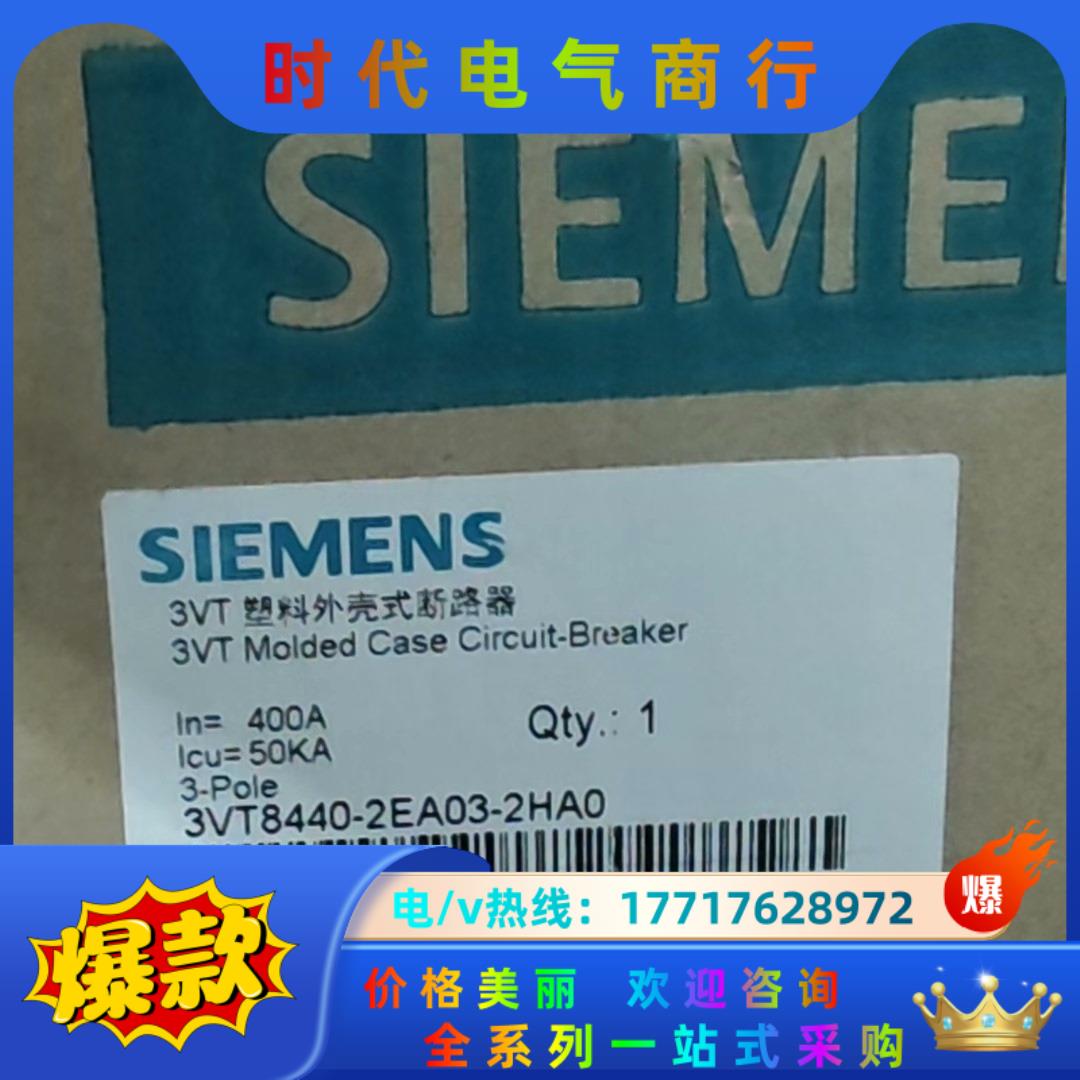 时代电气商行
SIEME
SIEMENS
3VT 塑料外壳式断路器
3VT Molded Case Circuit-Breaker
In= 400A
Qty.: 1
Icu= 50KA
3-Pole
3VT8440-2EA03-2HA0
电/v热线：17717628972
爆
爆款
价格美丽 欢迎咨询
全系列一站式采购